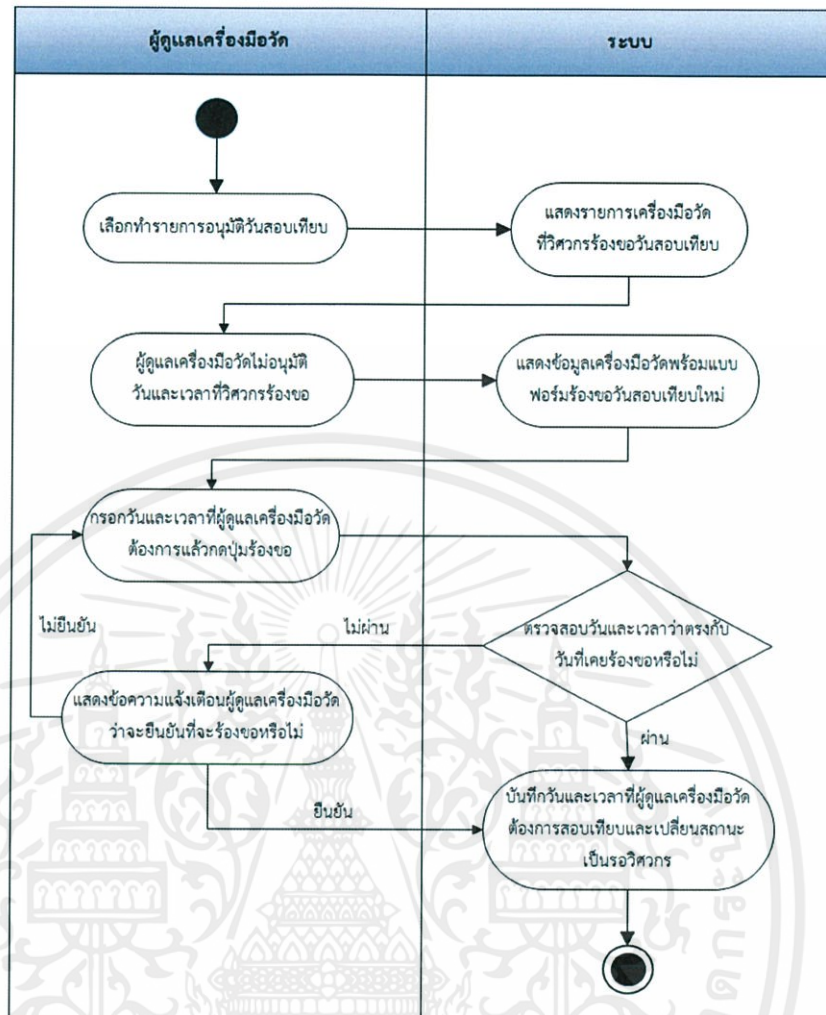 ผู้ดูแลเครื่องมือวัด
ระบบ
เลือกทำรายการอนุมัติวันสอบเทียบ
แสดงรายการเครื่องมือวัด
ที่วิศวกรร้องขอวันสอบเทียบ
ผู้ดูแลเครื่องมือวัดไม่อนุมัติ
วันและเวลาที่วิศวกรร้องขอ
แสดงข้อมูลเครื่องมือวัดพร้อมแบบ
ฟอร์มร้องขอวันสอบเทียบใหม่
กรอกวันและเวลาที่ผู้ดูแลเครื่องมือวัด
ต้องการแล้วกดปุ่มร้องขอ
ไม่ยืนยัน
ไม่ผ่าน
ตรวจสอบวันและเวลาว่าตรงกับ
วันที่เคยร้องขอหรือไม่
แสดงข้อความแจ้งเตือนผู้ดูแลเครื่องมือวัด
ว่าจะยืนยันที่จะร้องขอหรือไม่
ผ่าน
ยืนยัน
บันทึกวันและเวลาที่ผู้ดูแลเครื่องมือวัด
ต้องการสอบเทียบและเปลี่ยนสถานะ
เป็นรอวิศวกร